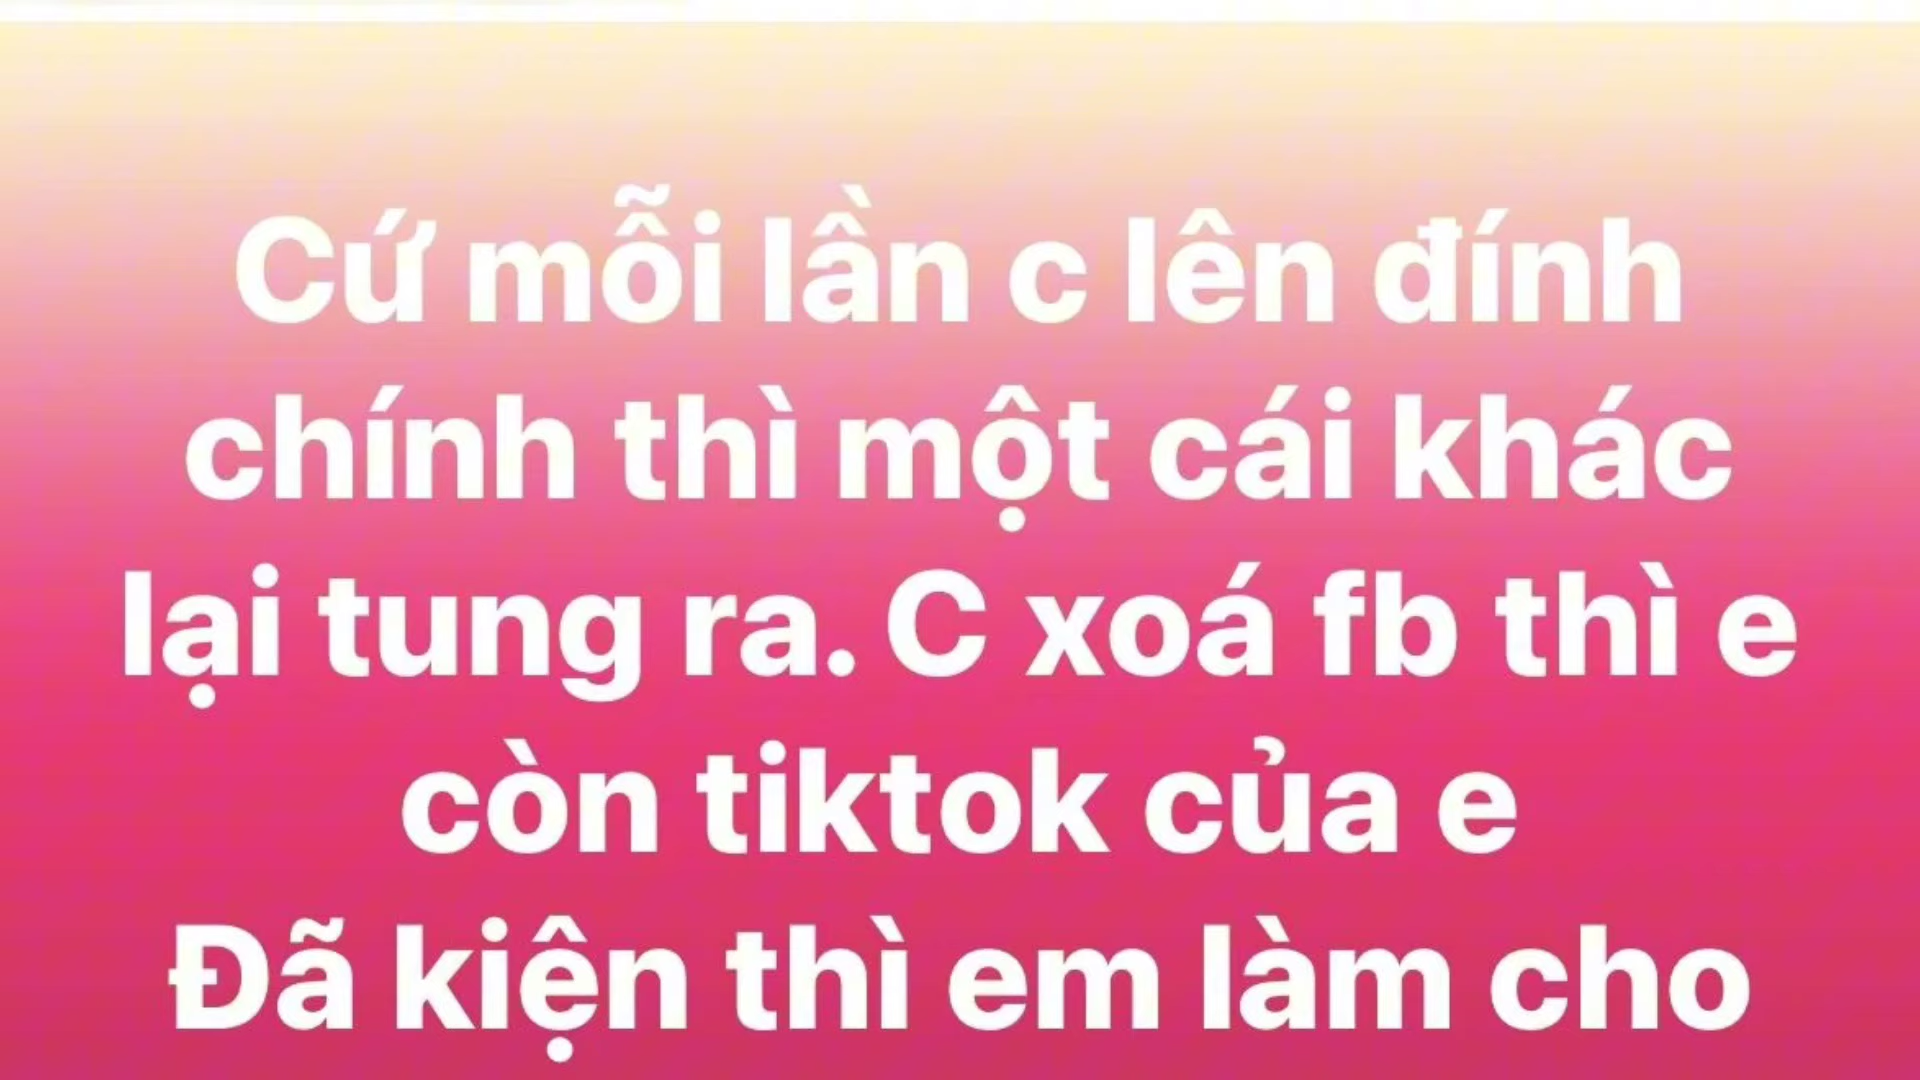 Cứ mỗi lần c lên đính
chính thì một cái khác
lại tung ra. C xoá fb thì e
còn tiktok của e
Đã kiện thì em làm cho